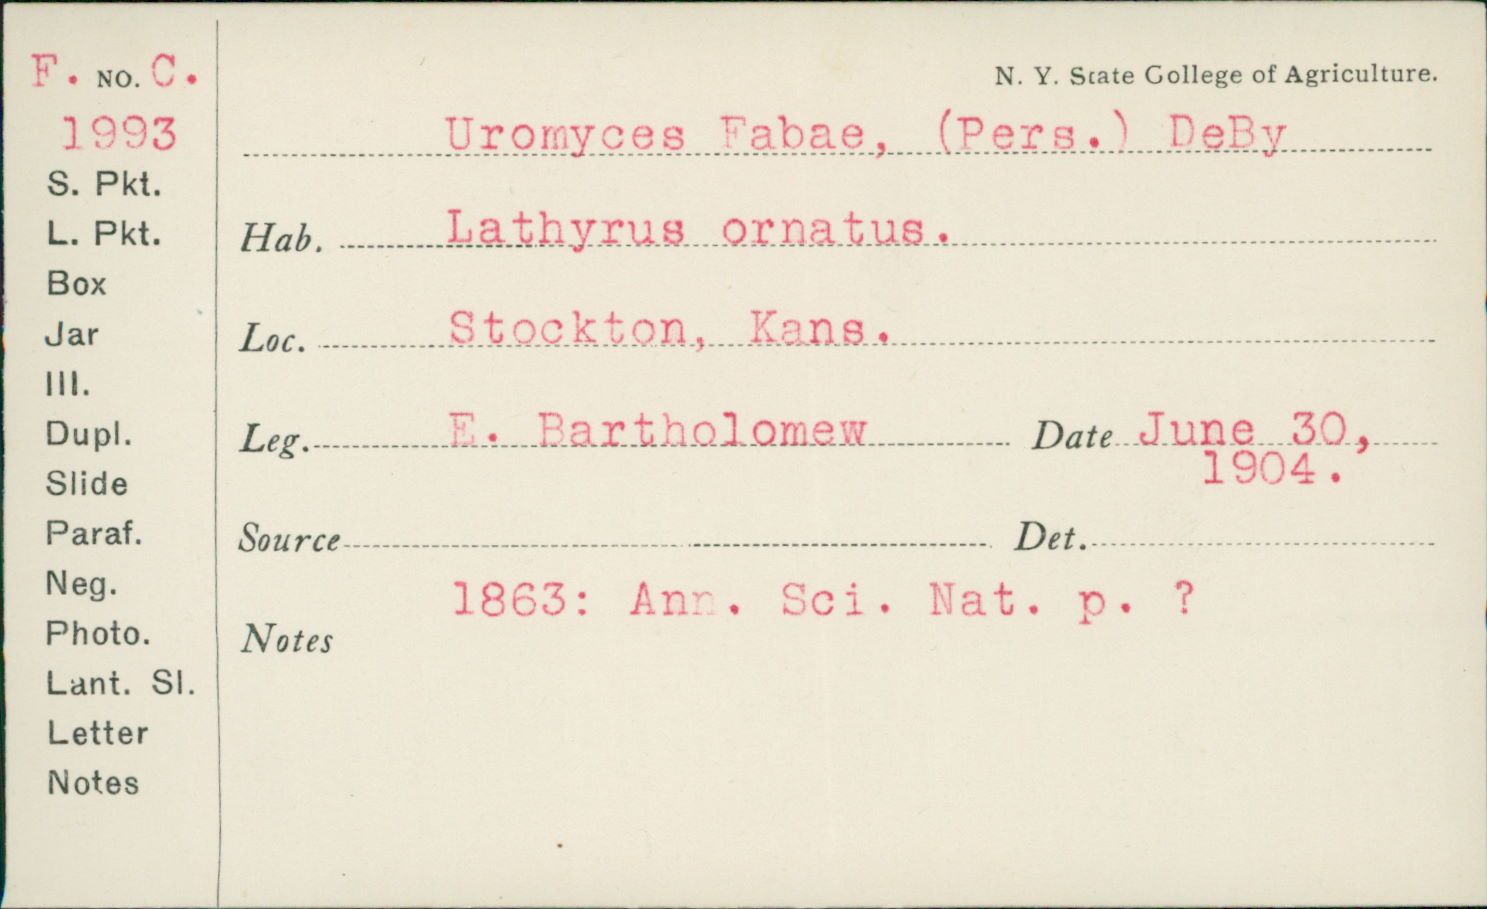 F. NO. C.
1993
S. Pkt.
L. Pkt.
Box
Jar
Ill.
Dupl.
Slide
Paraf.
Neg.
Photo.
Lant. Sl.
Letter
Notes
N. Y. State College of Agriculture.
Uromyces Fabae, (Pers.) DeBy
Hab. Lathyrus ornatus.
Loc. Stockton, Kans.
Leg. E. Bartholomew Date June 30,
1904.
Source Det.
1863: Ann. Sci. Nat. p. ?
Notes